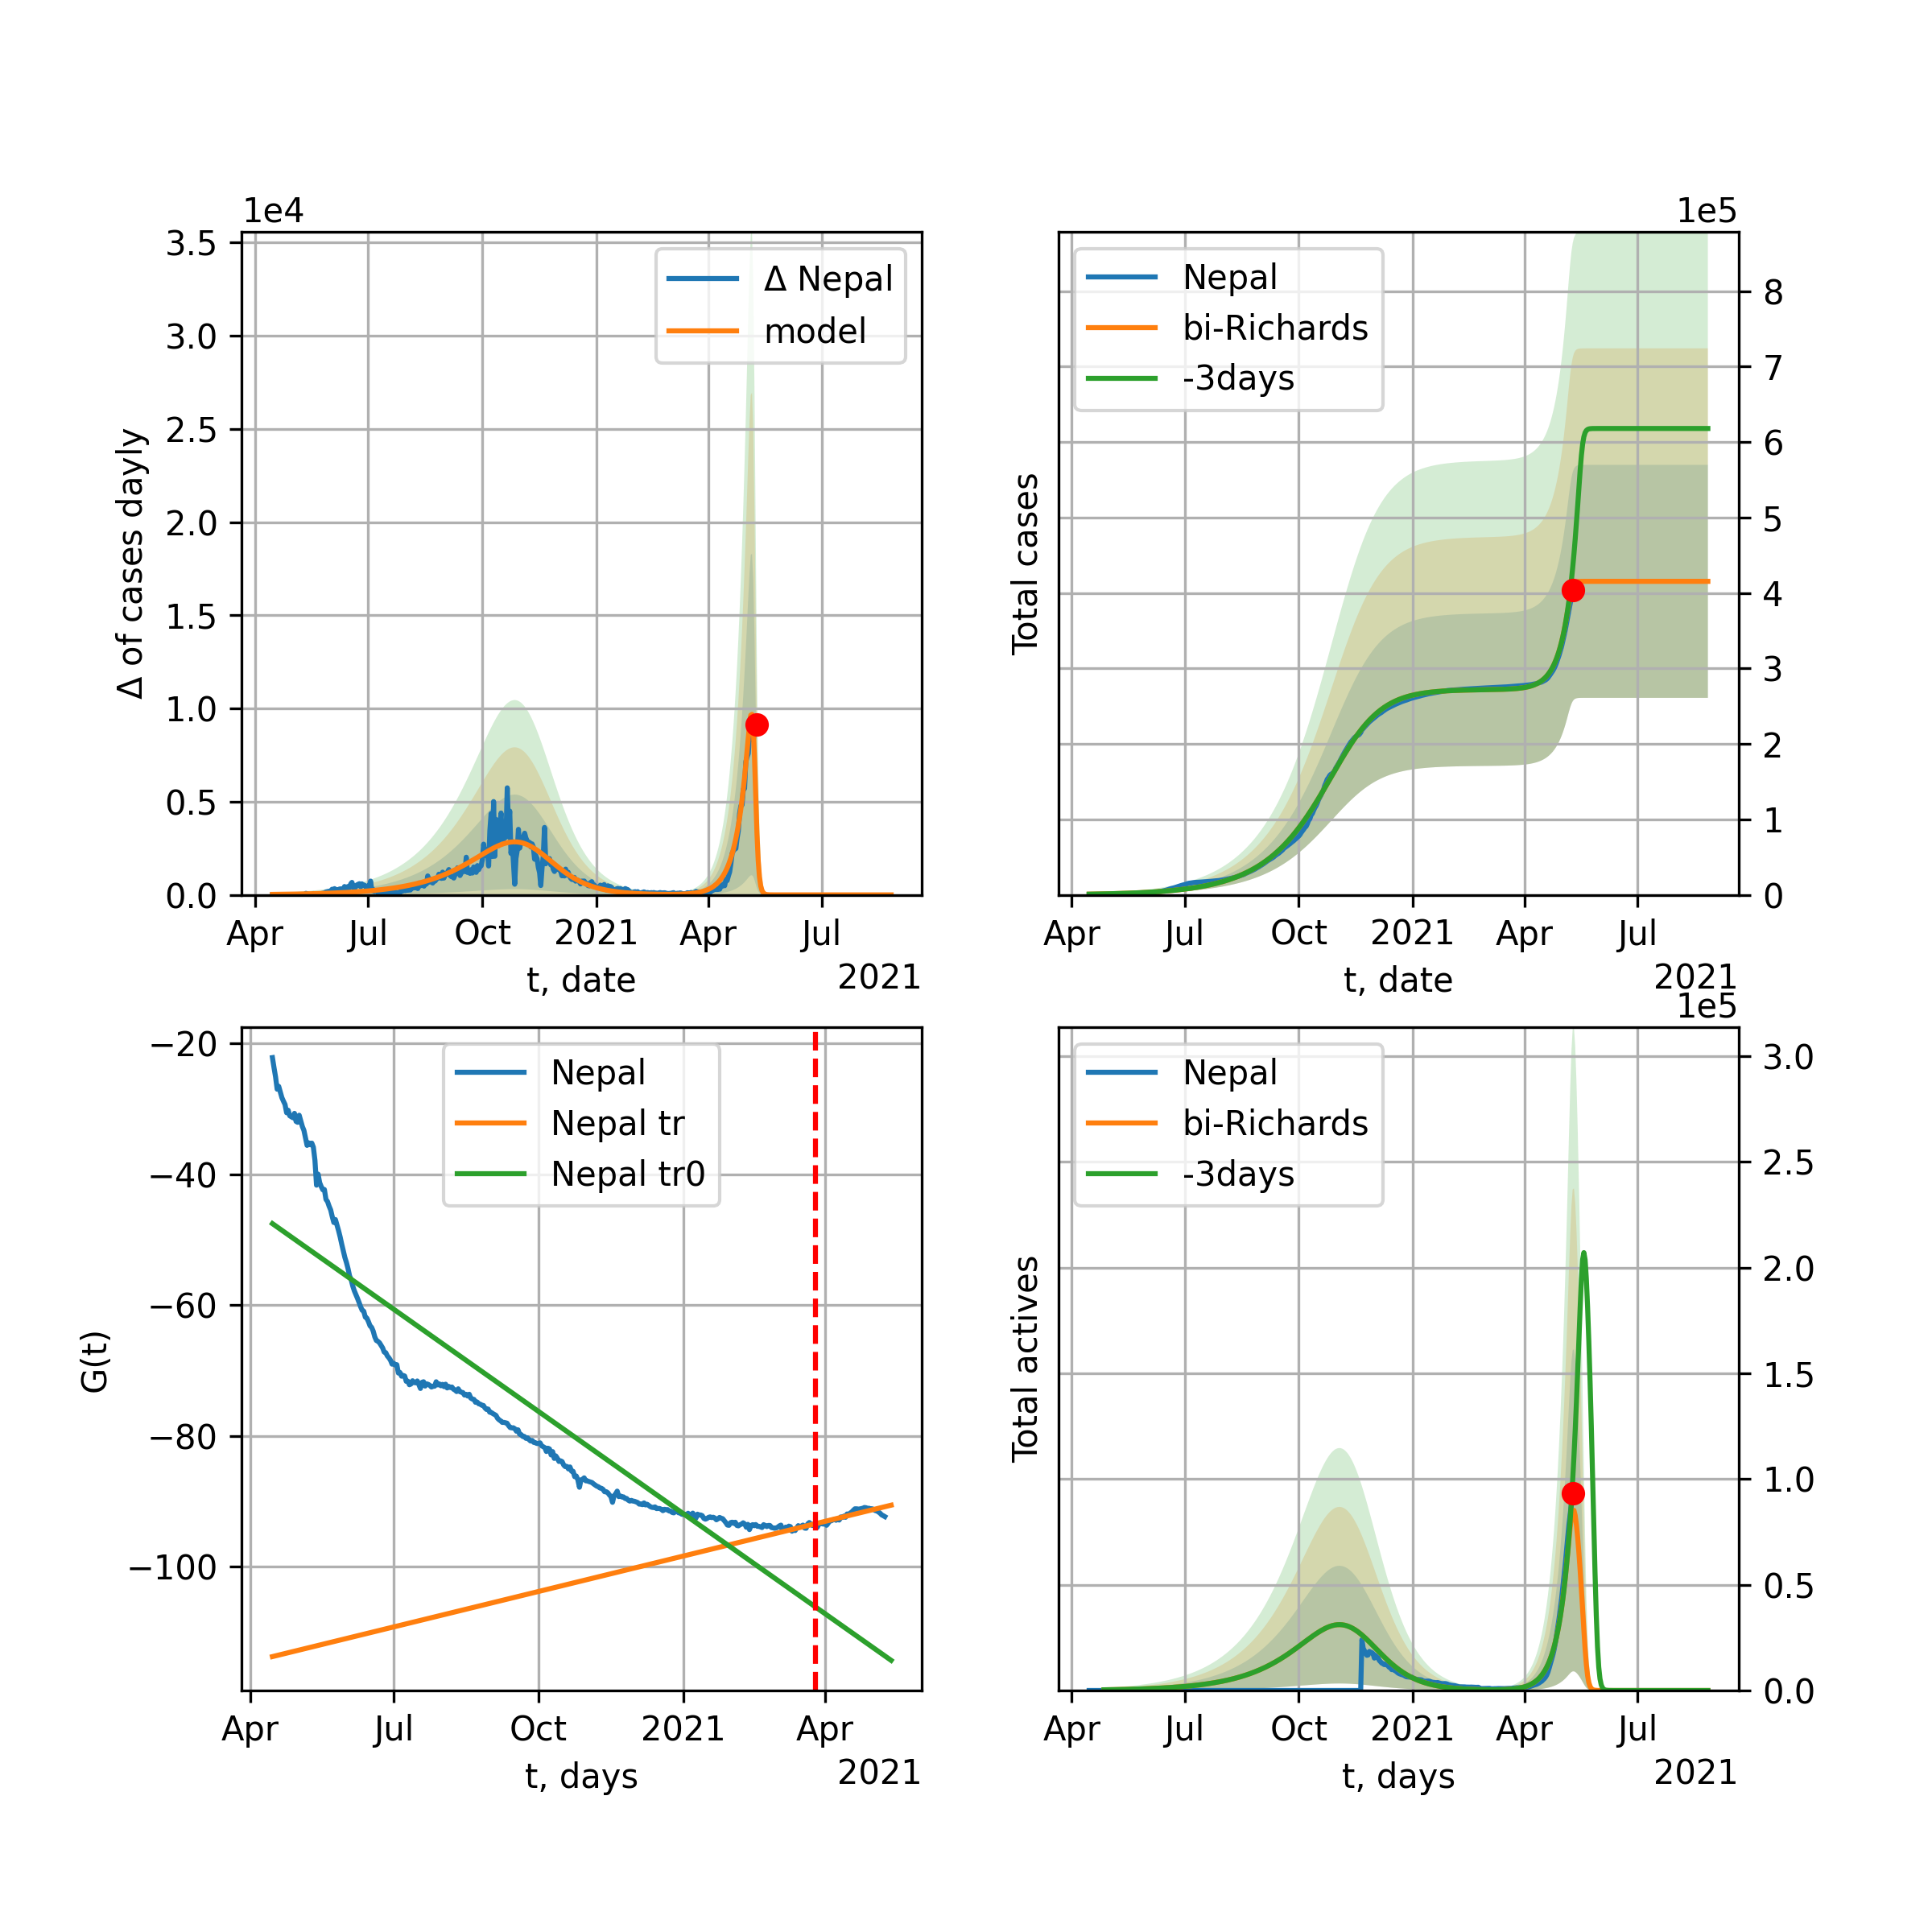 1e4
3.5
3.0
2.5
2.0
1.5
1.0
0.5
0.0
Δ of cases dayly
Δ Nepal
model
Apr Jul Oct 2021 Apr Jul
t, date
2021
1e5
Nepal
bi-Richards
-3days
Total cases
8
7
6
5
4
3
2
1
0
Apr Jul Oct 2021 Apr Jul
t, date
2021
−20
−40
−60
−80
−100
G(t)
Nepal
Nepal tr
Nepal tr0
Apr Jul Oct 2021 Apr
t, days
2021
1e5
Nepal
bi-Richards
-3days
Total actives
3.0
2.5
2.0
1.5
1.0
0.5
0.0
Apr Jul Oct 2021 Apr Jul
t, days
2021